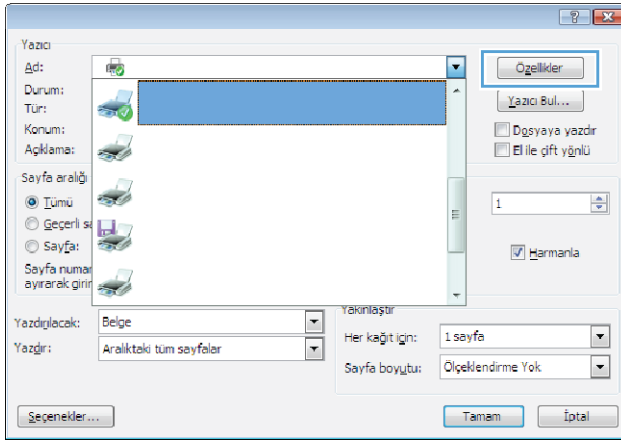 Yazıcı
Ad:
Özellikler
Durum:
Yazıcı Bul...
Tür:
Konum:
Dosyaya yazdır
Açıklama:
El ile çift yönlü
Sayfa aralığı
Tümü
1
Geçerli
Sayfa:
Harmanla
Sayfa
ayırarak
Yakınlaştır
Yazdırılacak: Belge
Her kağıt için: 1 sayfa
Yazdır: Aralıktaki tüm sayfalar
Sayfa boyutu: Ölçeklendirme Yok
Seçenekler...
Tamam
İptal